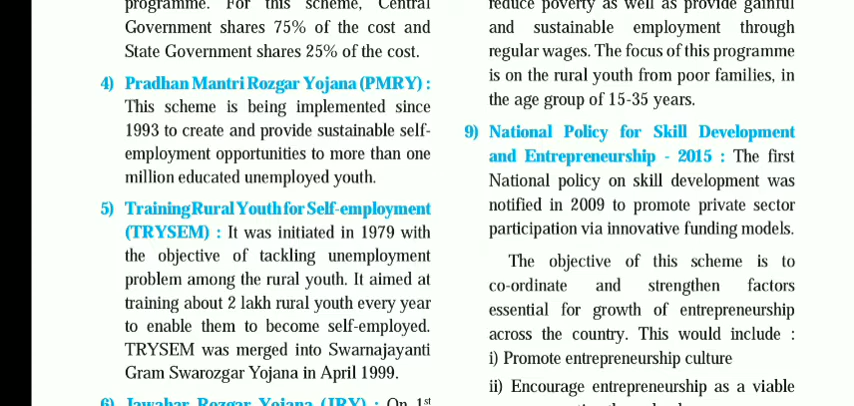 programme. For this scheme, Central
Government shares 75% of the cost and
State Government shares 25% of the cost.
4) Pradhan Mantri Rozgar Yojana (PMRY) :
This scheme is being implemented since
1993 to create and provide sustainable self-
employment opportunities to more than one
million educated unemployed youth.
5) Training Rural Youth for Self-employment
(TRYSEM) : It was initiated in 1979 with
the objective of tackling unemployment
problem among the rural youth. It aimed at
training about 2 lakh rural youth every year
to enable them to become self-employed.
TRYSEM was merged into Swarnajayanti
Gram Swarozgar Yojana in April 1999.
6) Jawahar Rozgar Yojana (JRY) : On 1st
reduce poverty as well as provide gainful
and sustainable employment through
regular wages. The focus of this programme
is on the rural youth from poor families, in
the age group of 15-35 years.
9) National Policy for Skill Development
and Entrepreneurship - 2015 : The first
National policy on skill development was
notified in 2009 to promote private sector
participation via innovative funding models.
The objective of this scheme is to
co-ordinate and strengthen factors
essential for growth of entrepreneurship
across the country. This would include :
i) Promote entrepreneurship culture
ii) Encourage entrepreneurship as a viable